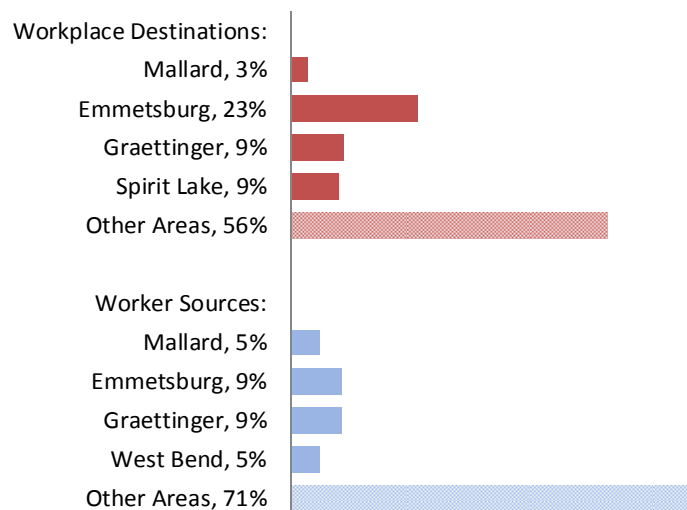 Workplace Destinations:
Mallard, 3%
Emmetsburg, 23%
Graettinger, 9%
Spirit Lake, 9%
Other Areas, 56%
Worker Sources:
Mallard, 5%
Emmetsburg, 9%
Graettinger, 9%
West Bend, 5%
Other Areas, 71%